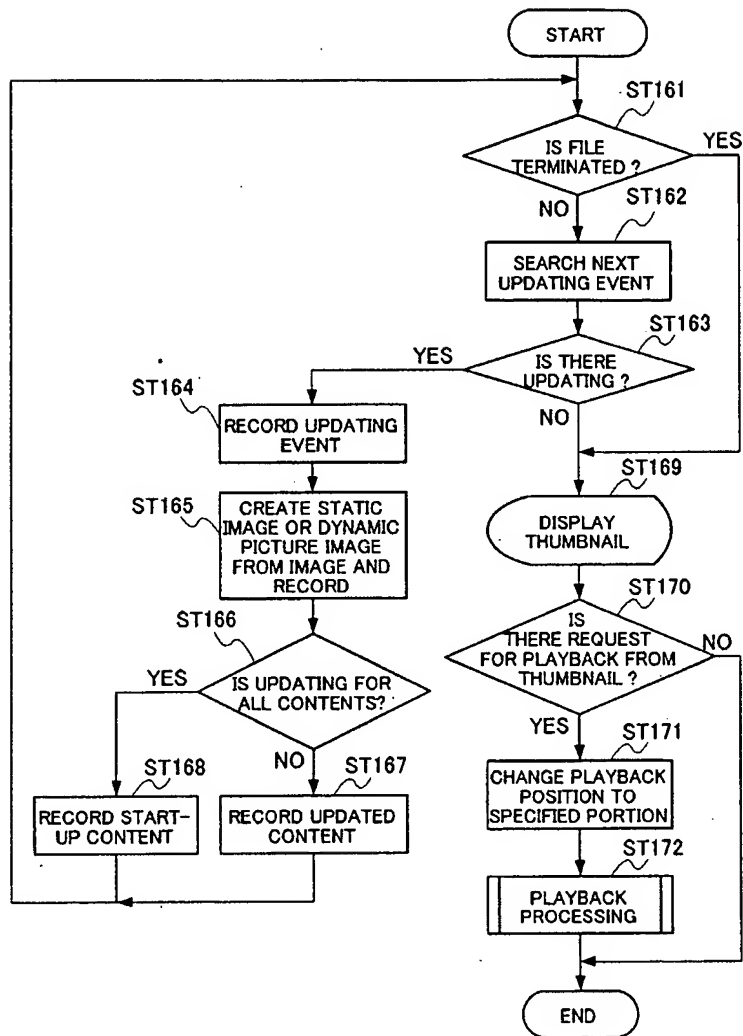 START
ST161
IS FILE
TERMINATED ?
YES
NO
ST162
SEARCH NEXT
UPDATING EVENT
ST163
IS THERE
UPDATING ?
YES
NO
ST164
RECORD UPDATING
EVENT
ST165
CREATE STATIC
IMAGE OR DYNAMIC
PICTURE IMAGE
FROM IMAGE AND
RECORD
ST166
IS UPDATING FOR
ALL CONTENTS?
YES
NO
ST168
RECORD START-
UP CONTENT
ST167
RECORD UPDATED
CONTENT
ST169
DISPLAY
THUMBNAIL
ST170
IS
THERE REQUEST
FOR PLAYBACK FROM
THUMBNAIL ?
NO
YES
ST171
CHANGE PLAYBACK
POSITION TO
SPECIFIED PORTION
ST172
PLAYBACK
PROCESSING
END